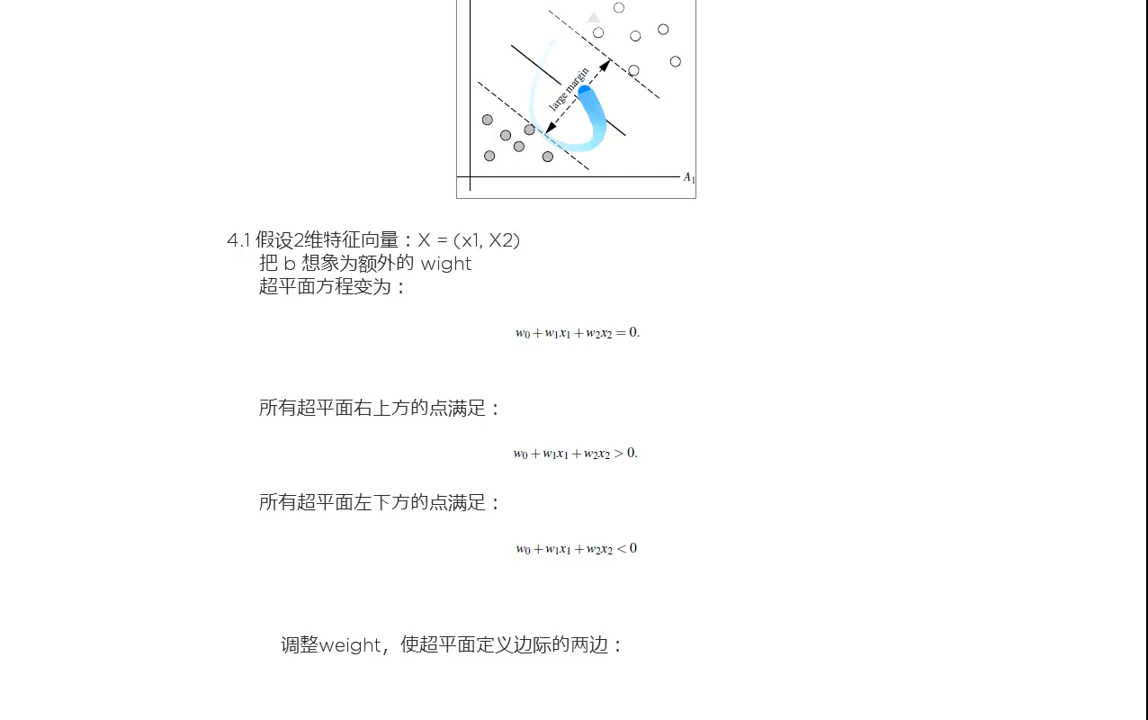 large margin
A₁
4.1 假设2维特征向量：X = (x1, X2)
把 b 想象为额外的 wight
超平面方程变为：
w₀ + w₁x₁ + w₂x₂ = 0.
所有超平面右上方的点满足：
w₀ + w₁x₁ + w₂x₂ > 0.
所有超平面左下方的点满足：
w₀ + w₁x₁ + w₂x₂ < 0
调整weight，使超平面定义边际的两边：